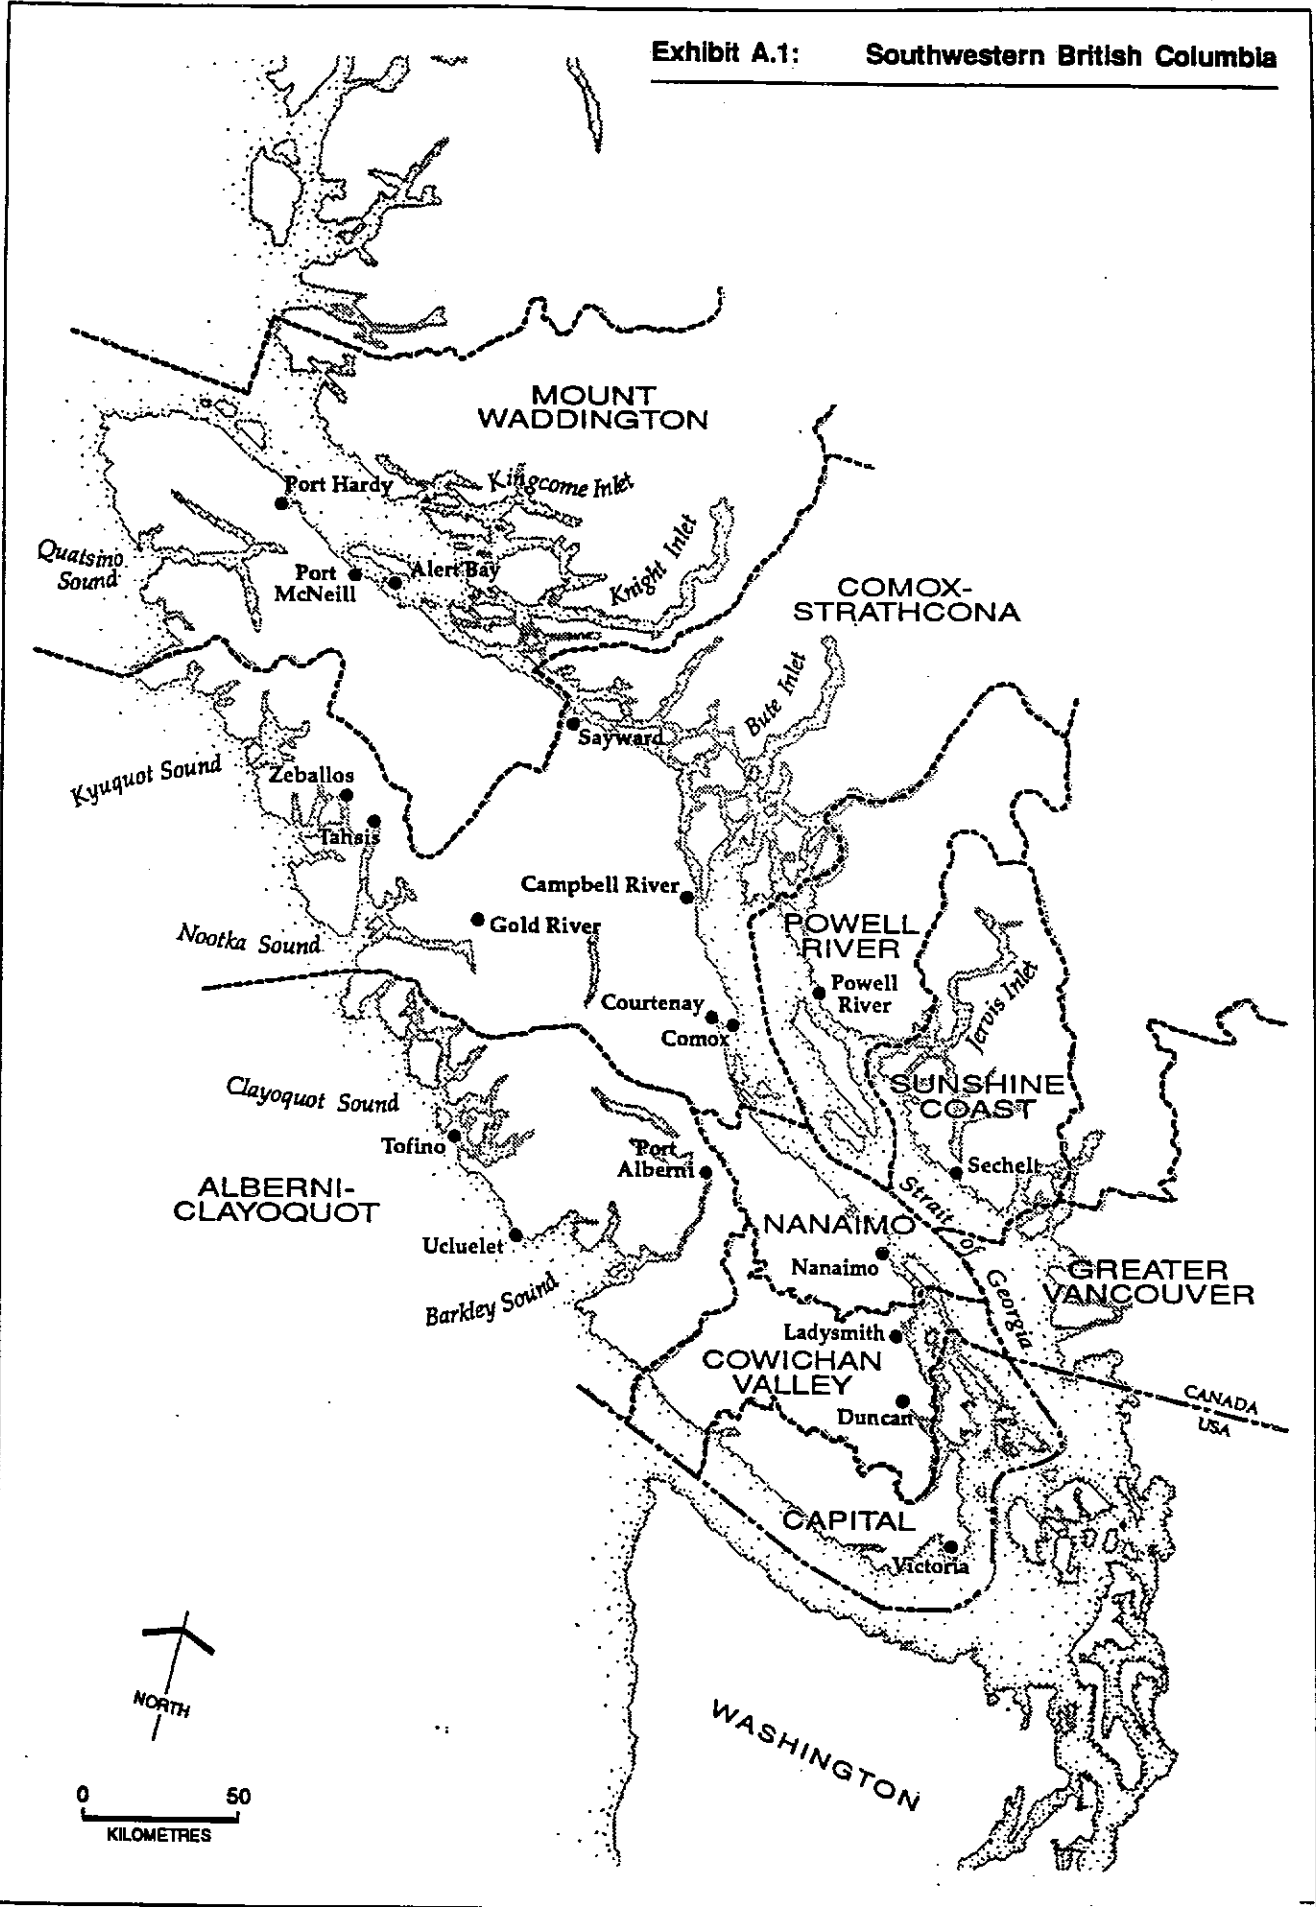 Exhibit A.1: Southwestern British Columbia
MOUNT
WADDINGTON
Port Hardy
Kingcome Inlet
Knight Inlet
Quatsino
Sound
Port
McNeill
Alert Bay
COMOX-
STRATHCONA
Bute Inlet
Sayward
Kyuquot Sound
Zeballos
Tahsis
Campbell River
Gold River
Nootka Sound
POWELL
RIVER
Powell
River
Jervis Inlet
Courtenay
Comox
SUNSHINE
COAST
Clayoquot Sound
Tofino
Port
Alberni
Sechelt
ALBERNI-
CLAYOQUOT
Strait of Georgia
NANAIMO
Nanaimo
Ucluelet
Barkley Sound
GREATER
VANCOUVER
Ladysmith
COWICHAN
VALLEY
Duncan
CANADA
USA
CAPITAL
Victoria
NORTH
WASHINGTON
0 50
KILOMETRES